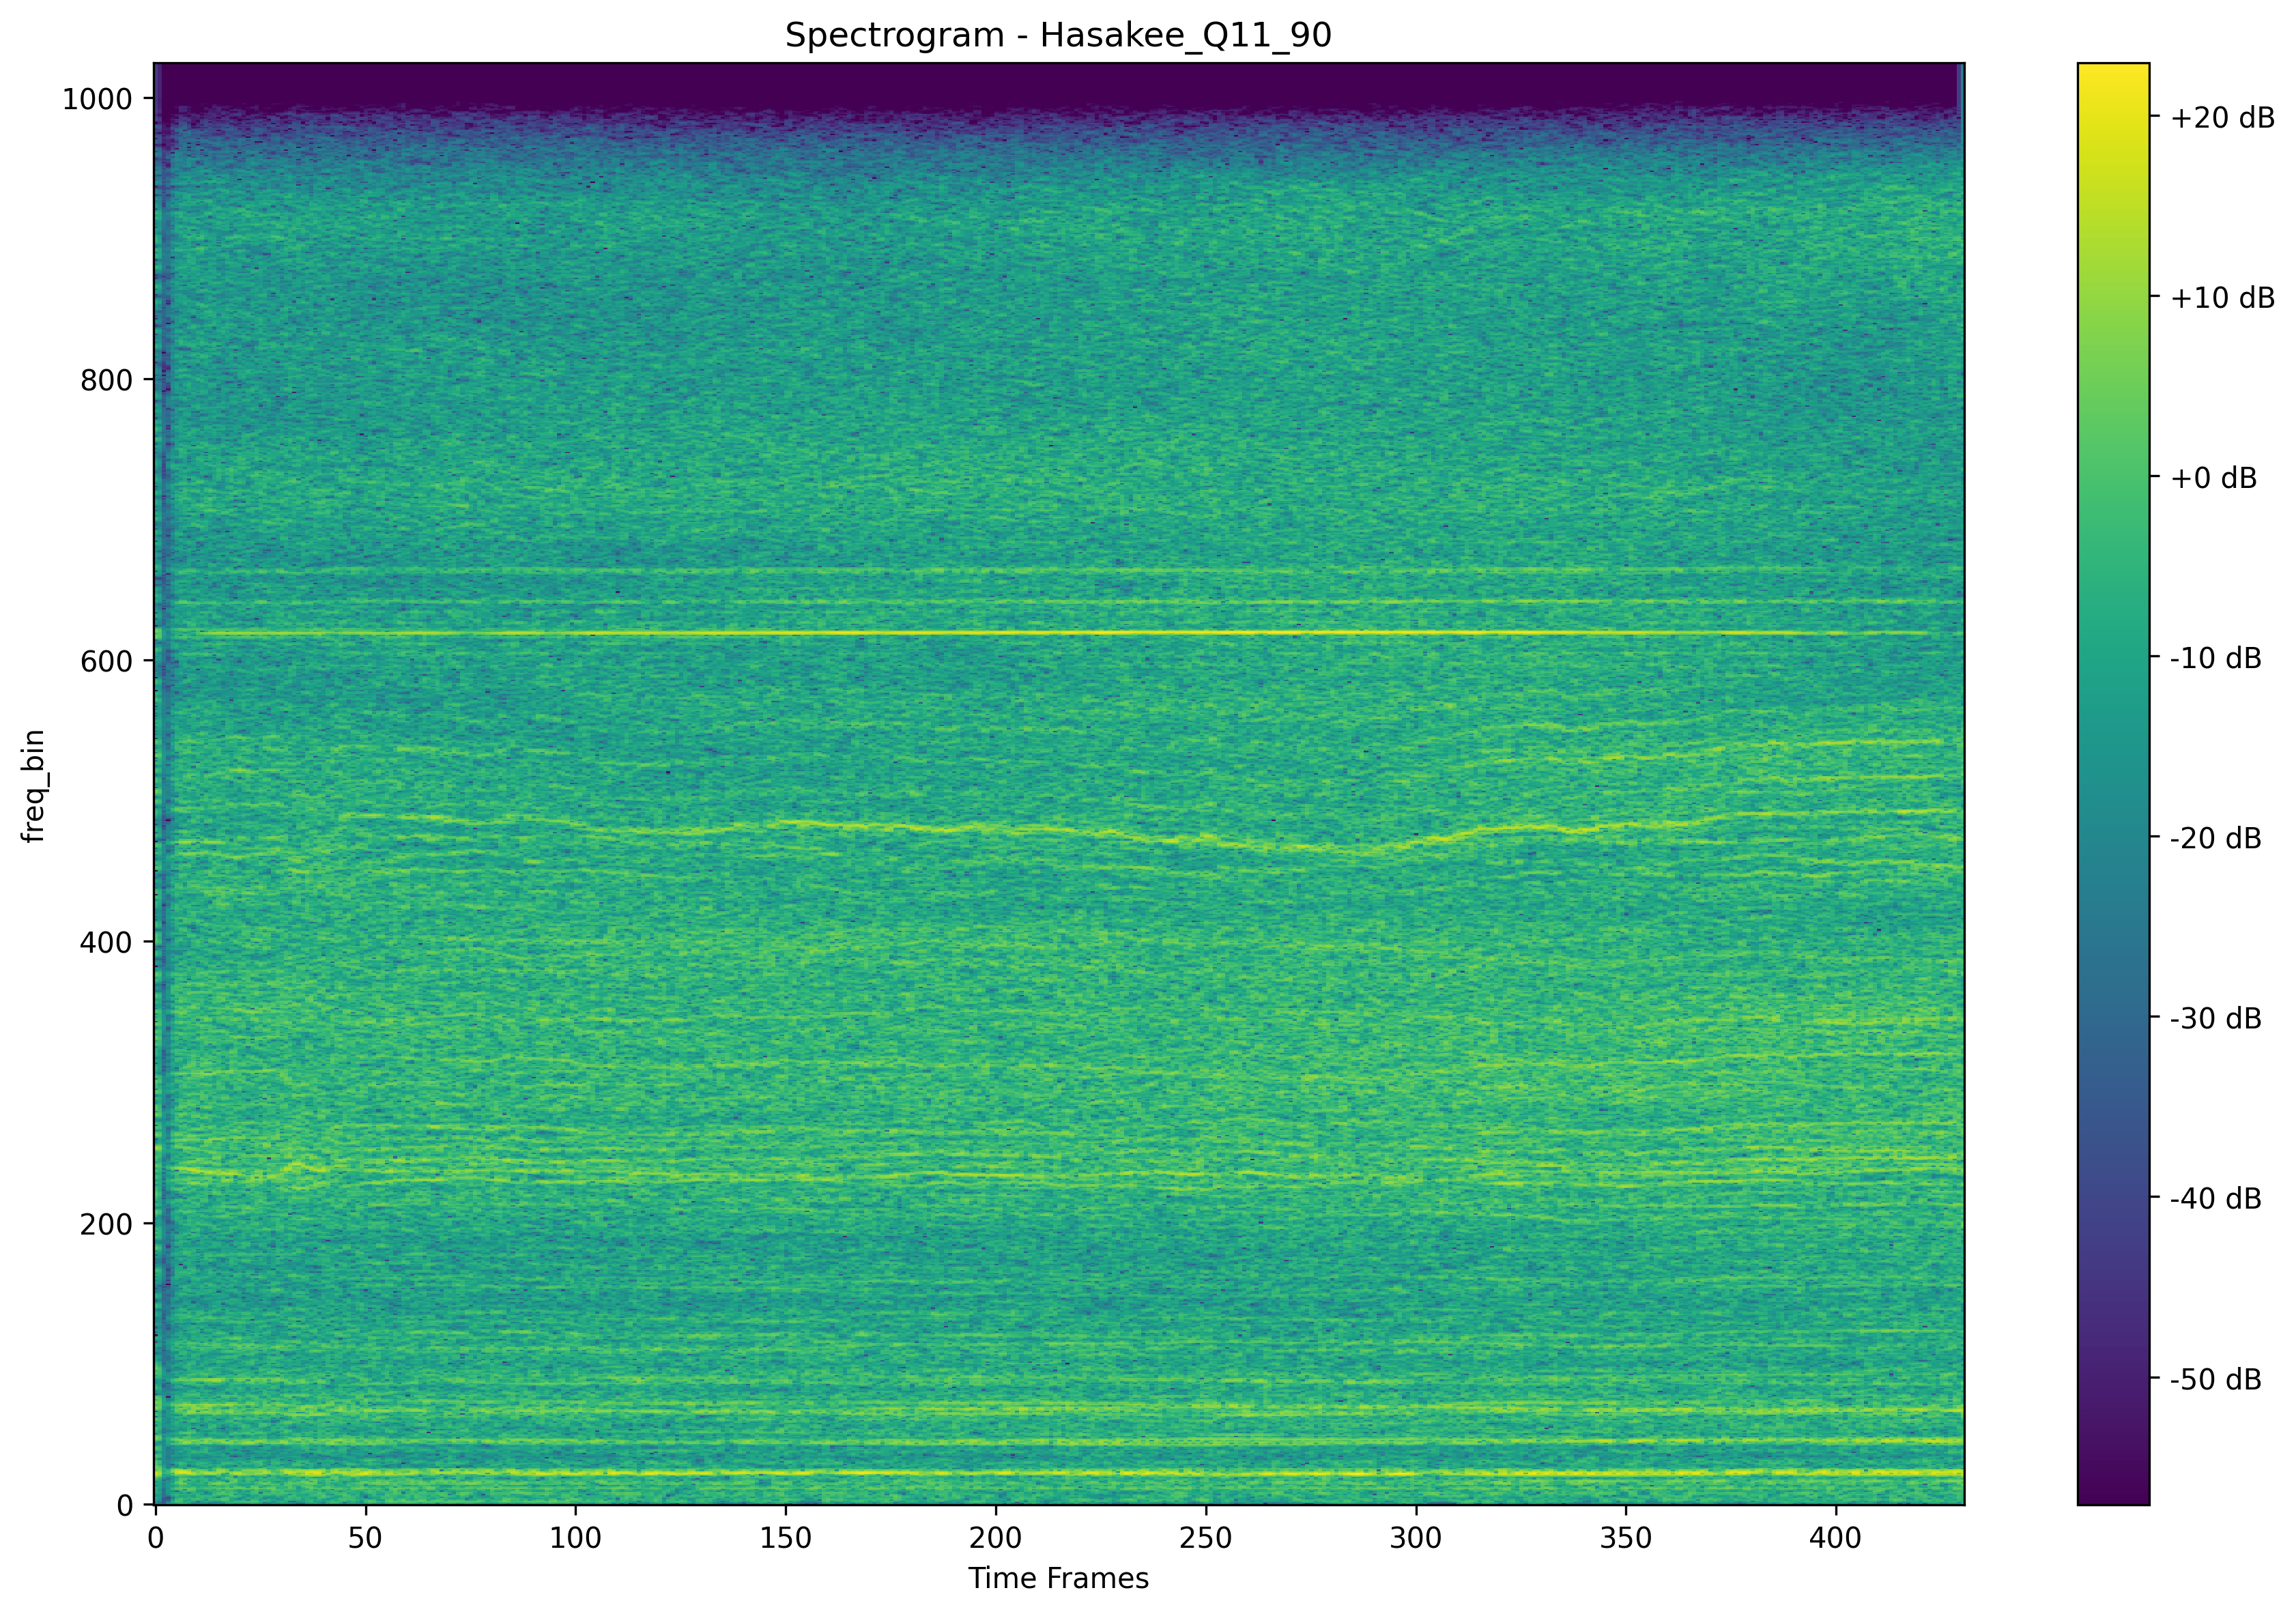 Spectrogram - Hasakee_Q11_90
1000
800
600
400
200
0
freq_bin
0 50 100 150 200 250 300 350 400
Time Frames
+20 dB
+10 dB
+0 dB
-10 dB
-20 dB
-30 dB
-40 dB
-50 dB